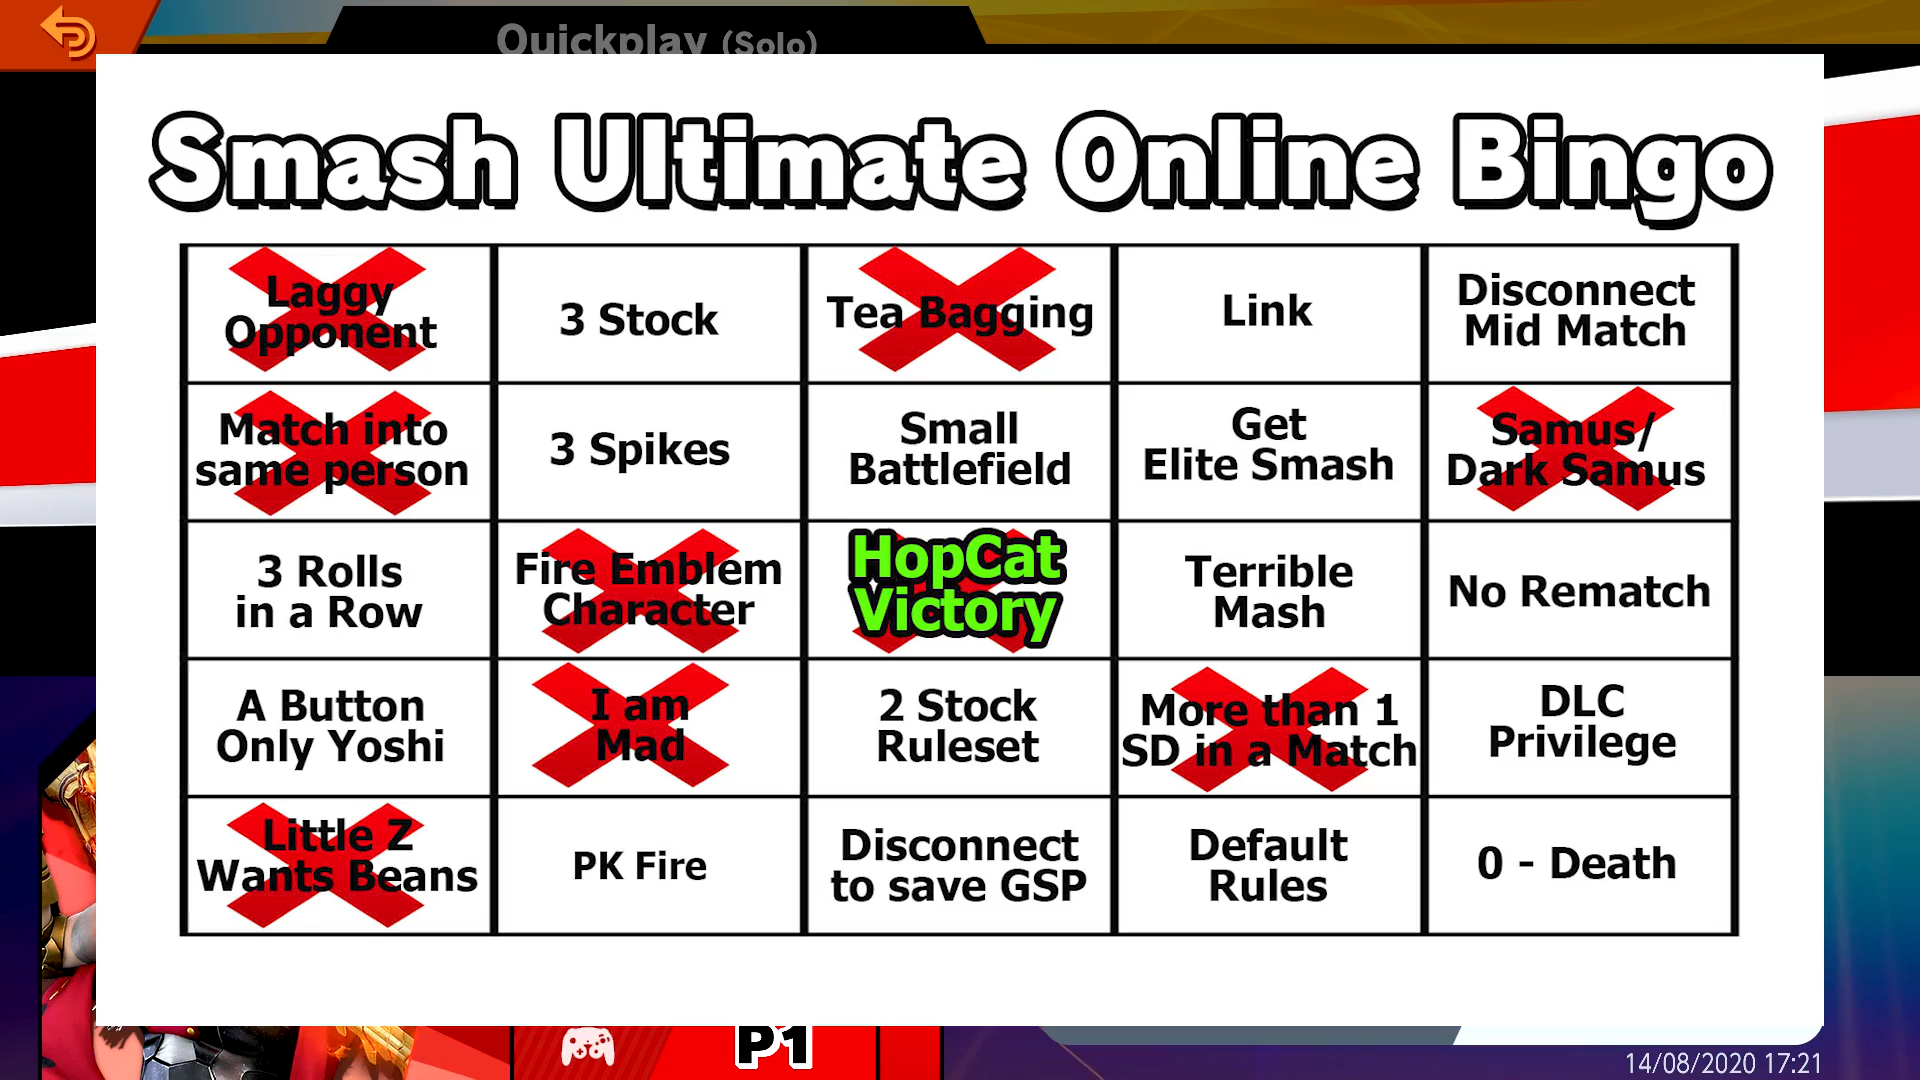 Quickplay (Solo)
Smash Ultimate Online Bingo
Laggy
Opponent
3 Stock
Tea Bagging
Link
Disconnect
Mid Match
Match into
same person
3 Spikes
Small
Battlefield
Get
Elite Smash
Samus/
Dark Samus
3 Rolls
in a Row
Fire Emblem
Character
HopCat
Victory
Terrible
Mash
No Rematch
A Button
Only Yoshi
I am
Mad
2 Stock
Ruleset
More than 1
SD in a Match
DLC
Privilege
Little Z
Wants Beans
PK Fire
Disconnect
to save GSP
Default
Rules
0 - Death
P1
14/08/2020 17:21